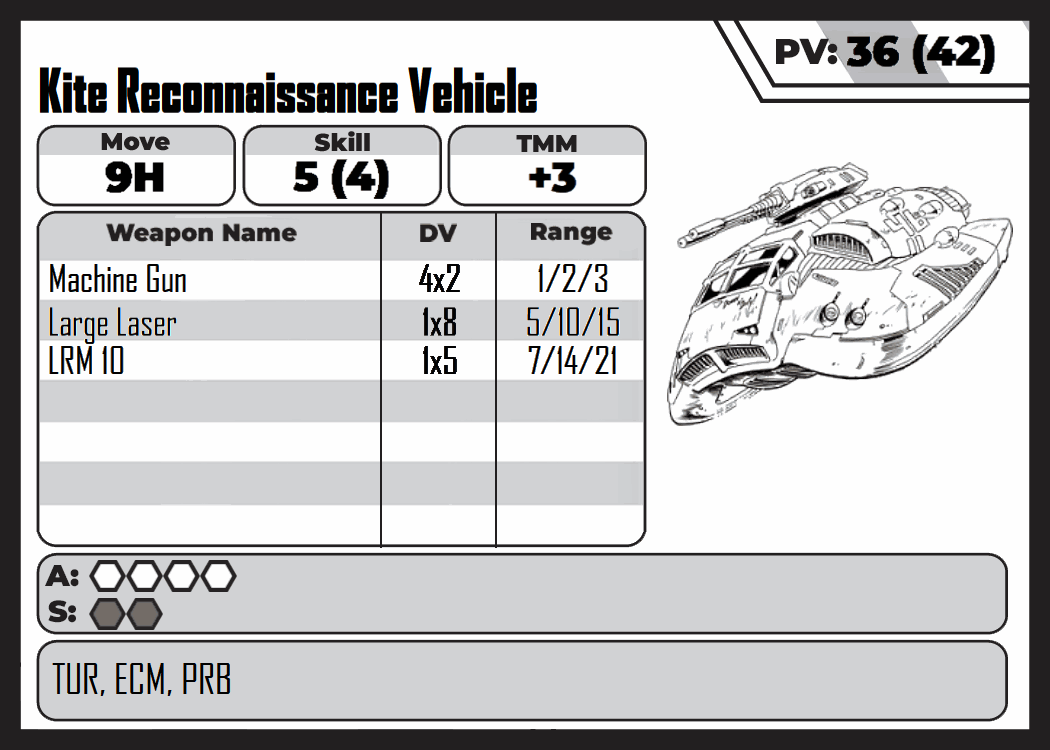 PV: 36 (42)
Kite Reconnaissance Vehicle
Move Skill TMM
9H 5 (4) +3
Weapon Name DV Range
Machine Gun 4x2 1/2/3
Large Laser 1x8 5/10/15
LRM 10 1x5 7/14/21
A:
S:
TUR, ECM, PRB